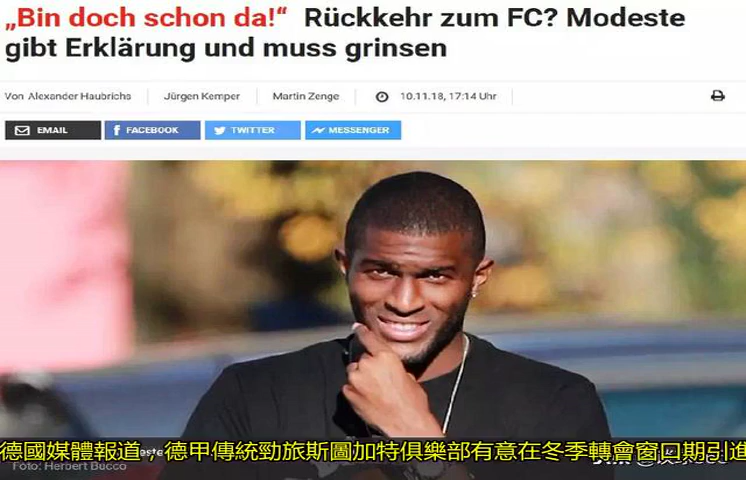 „Bin doch schon da!“ Rückkehr zum FC? Modeste
gibt Erklärung und muss grinsen
Von Alexander Haubrichs Jürgen Kemper Martin Zenge 10.11.18, 17:14 Uhr
EMAIL FACEBOOK TWITTER MESSENGER
德國媒體報道，德甲傳統勁旅斯圖加特俱樂部有意在冬季轉會窗口期引進
Foto: Herbert Bucco